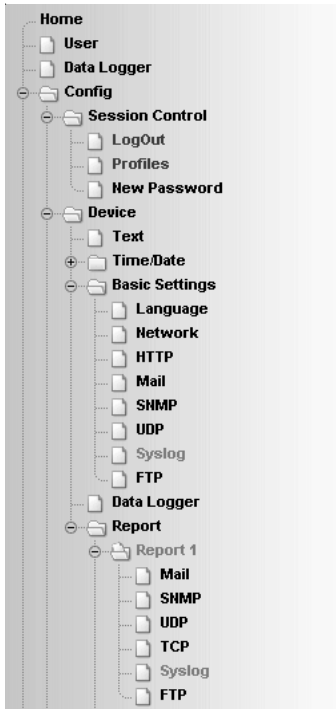 Home
User
Data Logger
Config
Session Control
LogOut
Profiles
New Password
Device
Text
Time/Date
Basic Settings
Language
Network
HTTP
Mail
SNMP
UDP
Syslog
FTP
Data Logger
Report
Report 1
Mail
SNMP
UDP
TCP
Syslog
FTP